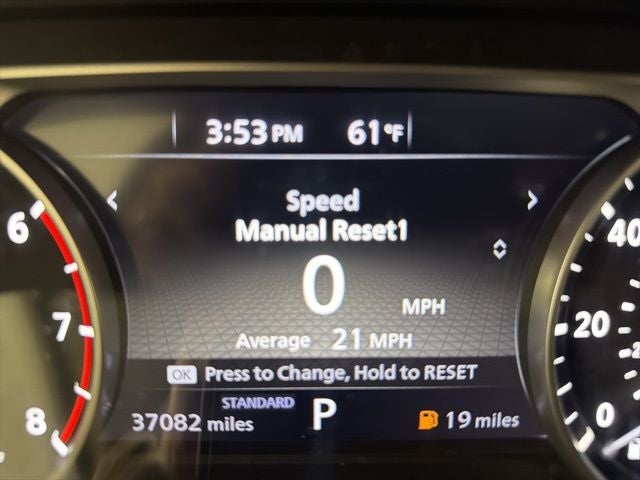 3:53 PM 61°F
Speed
Manual Reset1
0 MPH
Average 21 MPH
OK Press to Change, Hold to RESET
STANDARD
37082 miles P 19 miles
6
7
8
40
20
0